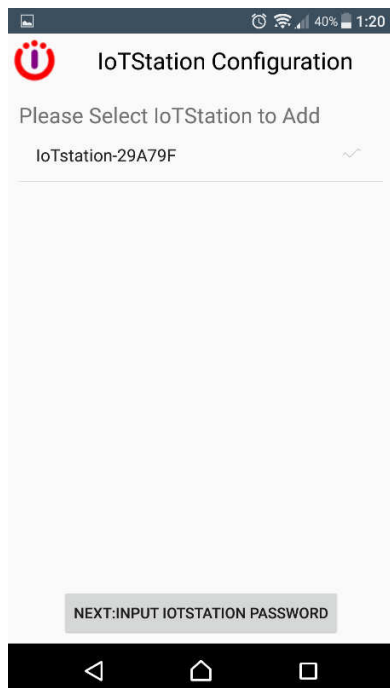 40% 1:20
IoTStation Configuration
Please Select IoTStation to Add
IoTstation-29A79F
NEXT:INPUT IOTSTATION PASSWORD